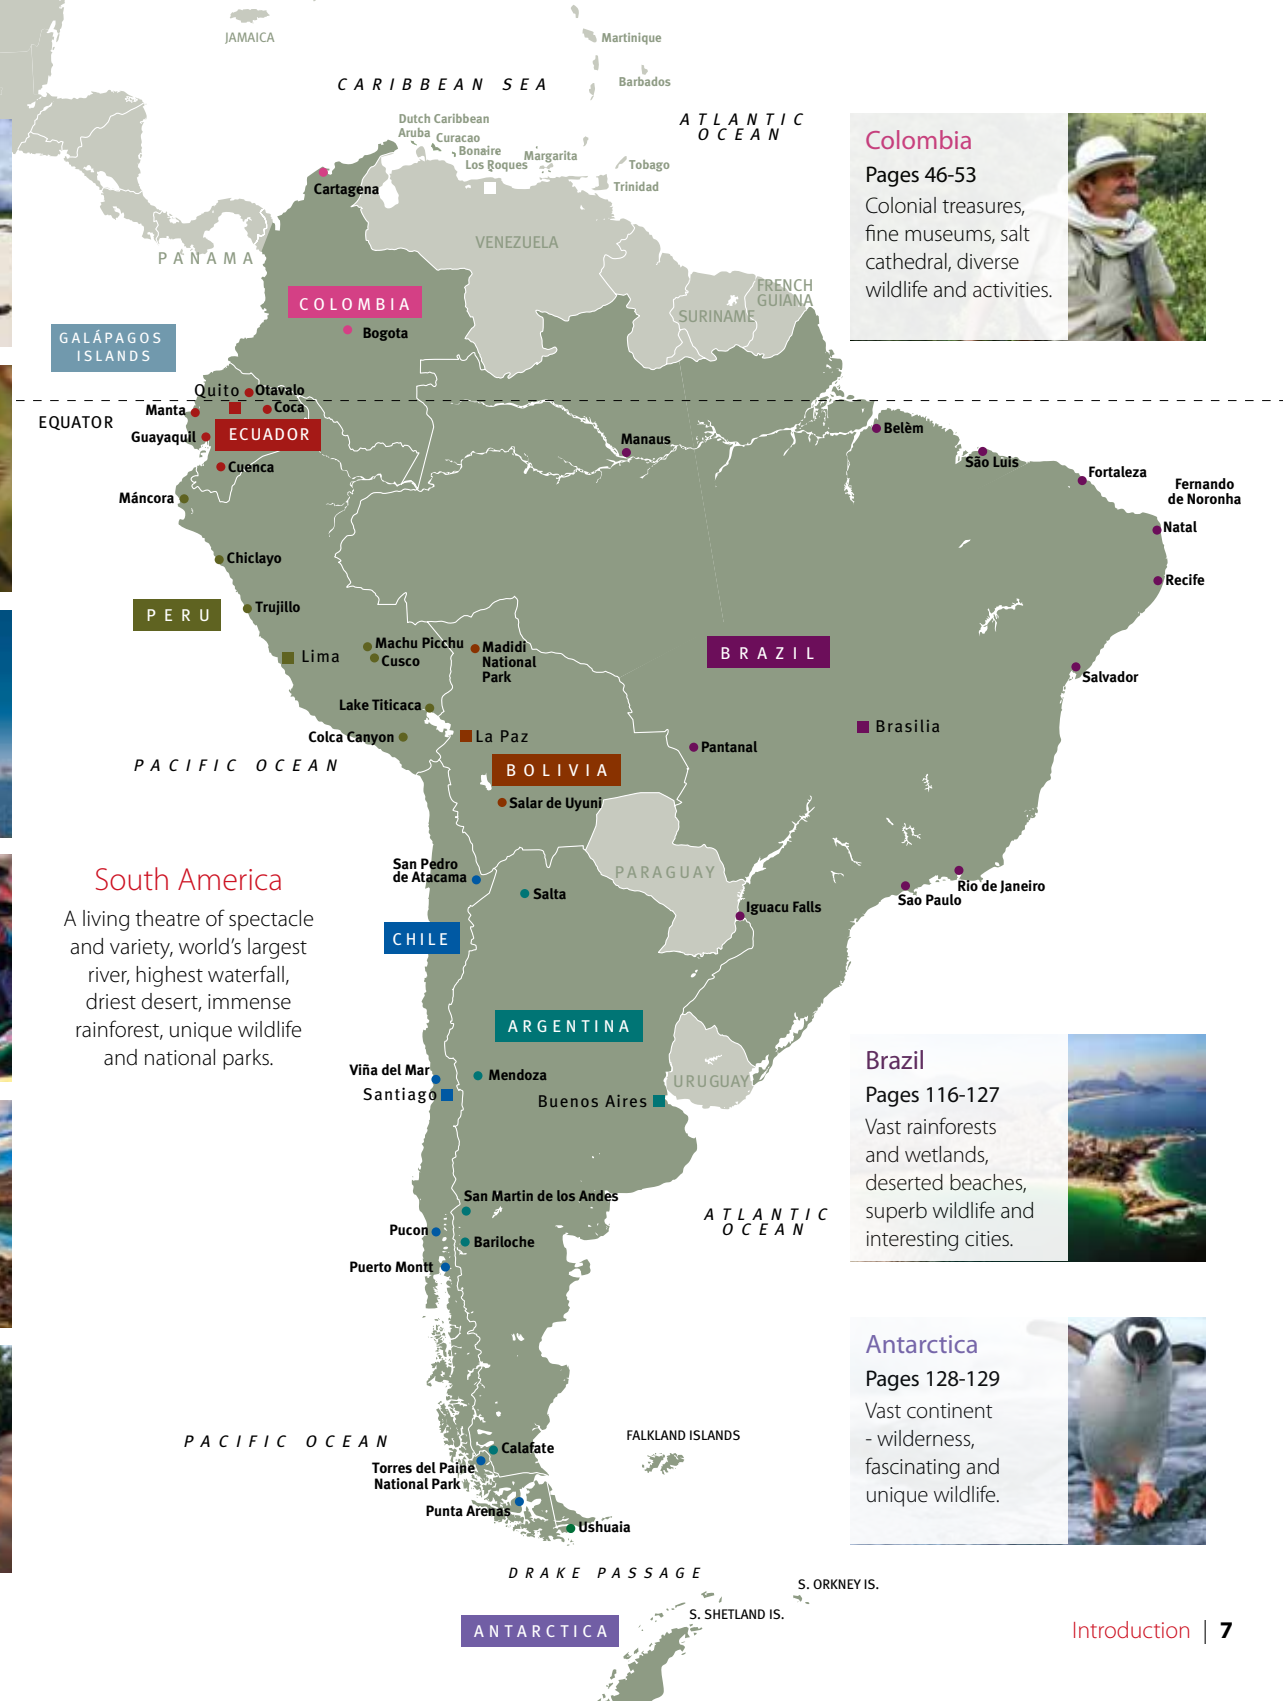 JAMAICA
Martinique
CARIBBEAN SEA
Barbados
ATLANTIC
OCEAN
Dutch Caribbean
Aruba
Curacao
Bonaire
Los Roques
Margarita
Tobago
Trinidad
Cartagena
VENEZUELA
PANAMA
FRENCH
GUIANA
SURINAME
COLOMBIA
Bogota
GALÁPAGOS
ISLANDS
Quito
Otavalo
Coca
Manta
EQUATOR
Guayaquil
ECUADOR
Cuenca
Manaus
Belèm
São Luis
Fortaleza
Fernando
de Noronha
Máncora
Natal
Chiclayo
Recife
Trujillo
PERU
Lima
Machu Picchu
Cusco
Madidi
National
Park
BRAZIL
Salvador
Lake Titicaca
Colca Canyon
La Paz
Brasilia
Pantanal
PACIFIC OCEAN
BOLIVIA
Salar de Uyuni
San Pedro
de Atacama
Salta
PARAGUAY
Rio de Janeiro
Sao Paulo
Iguacu Falls
CHILE
ARGENTINA
Viña del Mar
Santiago
Mendoza
Buenos Aires
URUGUAY
San Martin de los Andes
ATLANTIC
OCEAN
Pucon
Bariloche
Puerto Montt
PACIFIC OCEAN
FALKLAND ISLANDS
Calafate
Torres del Paine
National Park
Punta Arenas
Ushuaia
DRAKE PASSAGE
S. ORKNEY IS.
S. SHETLAND IS.
ANTARCTICA
South America
A living theatre of spectacle
and variety, world's largest
river, highest waterfall,
driest desert, immense
rainforest, unique wildlife
and national parks.
Colombia
Pages 46-53
Colonial treasures,
fine museums, salt
cathedral, diverse
wildlife and activities.
Brazil
Pages 116-127
Vast rainforests
and wetlands,
deserted beaches,
superb wildlife and
interesting cities.
Antarctica
Pages 128-129
Vast continent
- wilderness,
fascinating and
unique wildlife.
Introduction | 7